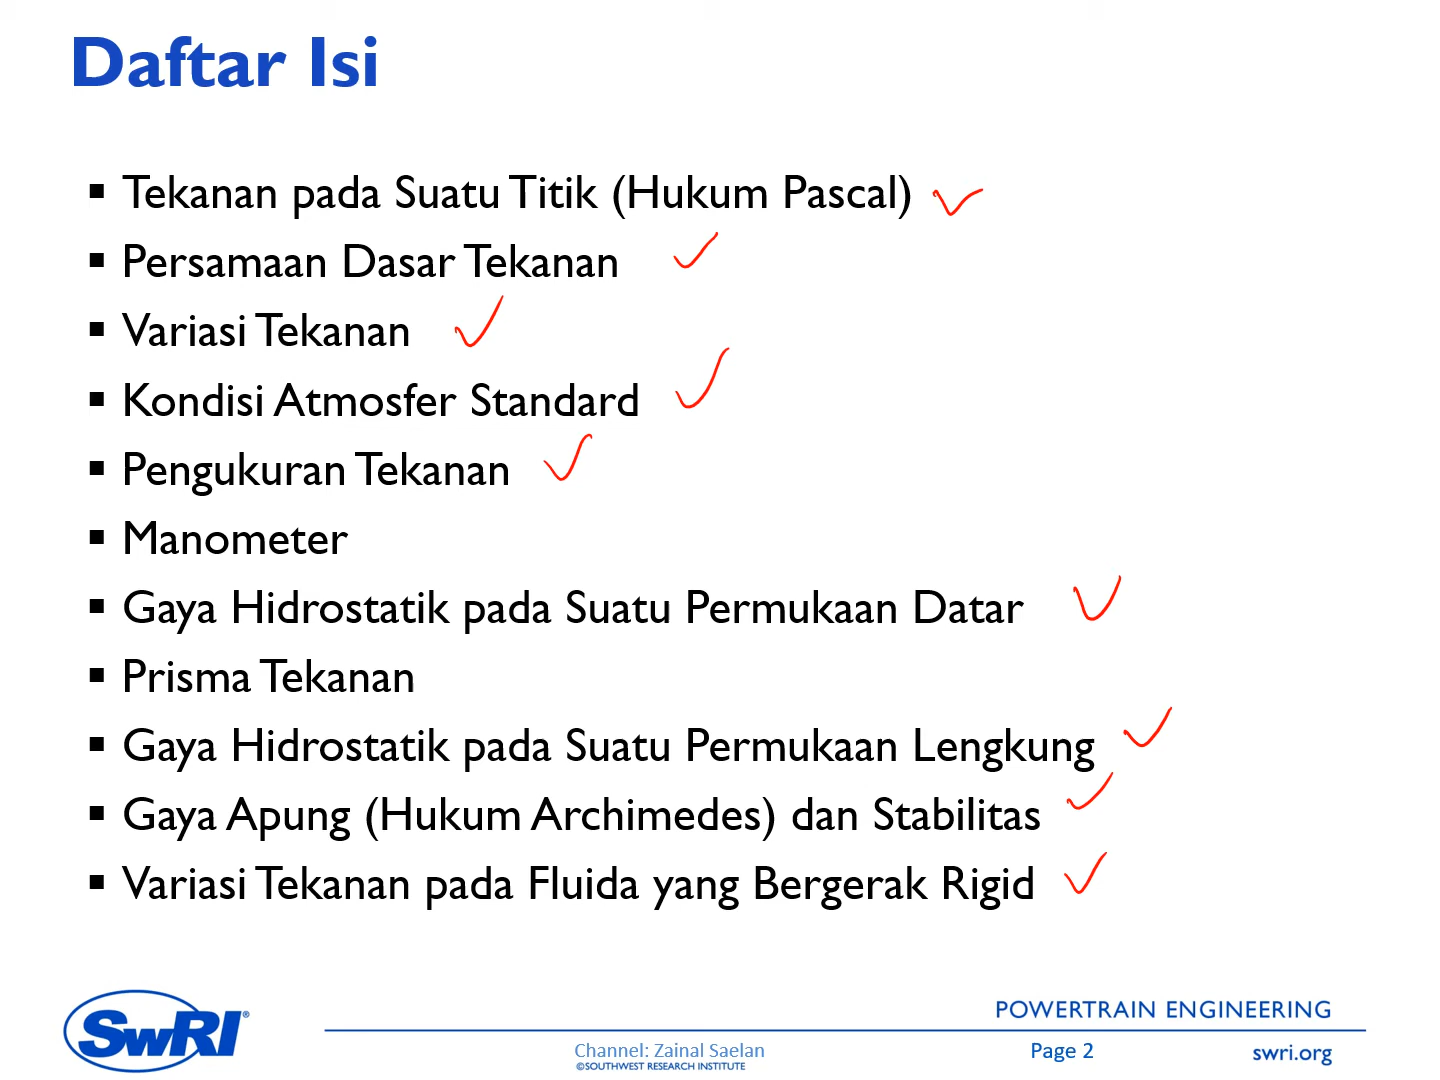 Daftar Isi
▪ Tekanan pada Suatu Titik (Hukum Pascal)
▪ Persamaan Dasar Tekanan
▪ Variasi Tekanan
▪ Kondisi Atmosfer Standard
▪ Pengukuran Tekanan
▪ Manometer
▪ Gaya Hidrostatik pada Suatu Permukaan Datar
▪ Prisma Tekanan
▪ Gaya Hidrostatik pada Suatu Permukaan Lengkung
▪ Gaya Apung (Hukum Archimedes) dan Stabilitas
▪ Variasi Tekanan pada Fluida yang Bergerak Rigid
POWERTRAIN ENGINEERING
SwRI®
Channel: Zainal Saelan
©SOUTHWEST RESEARCH INSTITUTE
Page 2
swri.org